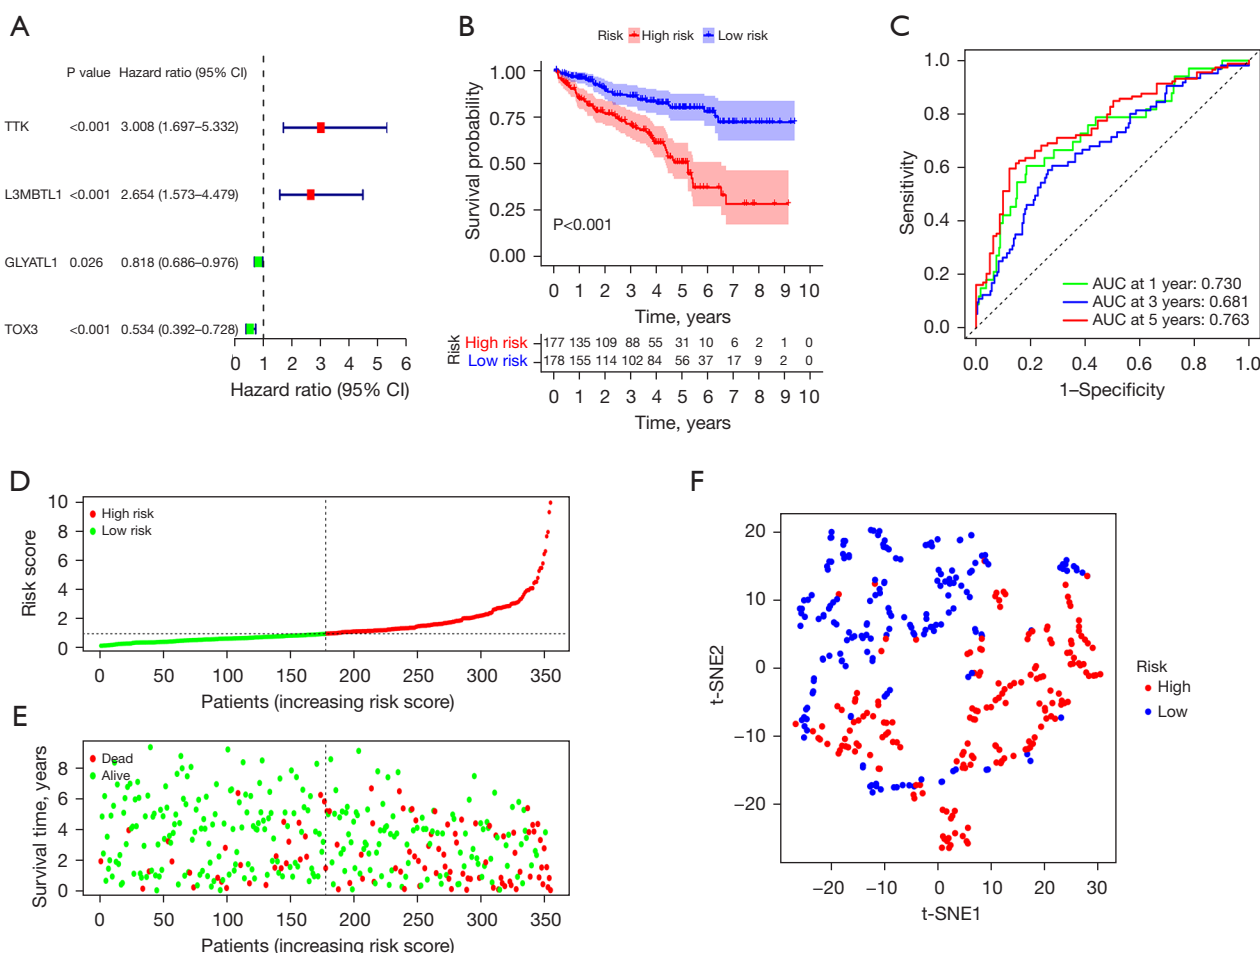 A
P value Hazard ratio (95% CI)
TTK <0.001 3.008 (1.697–5.332)
L3MBTL1 <0.001 2.654 (1.573–4.479)
GLYATL1 0.026 0.818 (0.686–0.976)
TOX3 <0.001 0.534 (0.392–0.728)
0 1 2 3 4 5 6
Hazard ratio (95% CI)
B
Risk High risk Low risk
Survival probability
1.00
0.75
0.50
0.25
0.00
P<0.001
0 1 2 3 4 5 6 7 8 9 10
Time, years
Risk
High risk 177 135 109 88 55 31 10 6 2 1 0
Low risk 178 155 114 102 84 56 37 17 9 2 0
0 1 2 3 4 5 6 7 8 9 10
Time, years
C
Sensitivity
1.0
0.8
0.6
0.4
0.2
0.0
AUC at 1 year: 0.730
AUC at 3 years: 0.681
AUC at 5 years: 0.763
0.0 0.2 0.4 0.6 0.8 1.0
1–Specificity
D
Risk score
10
8
6
4
2
0
High risk
Low risk
0 50 100 150 200 250 300 350
Patients (increasing risk score)
E
Survival time, years
8
6
4
2
0
Dead
Alive
0 50 100 150 200 250 300 350
Patients (increasing risk score)
F
t-SNE2
20
10
0
−10
−20
−20 −10 0 10 20 30
t-SNE1
Risk
High
Low